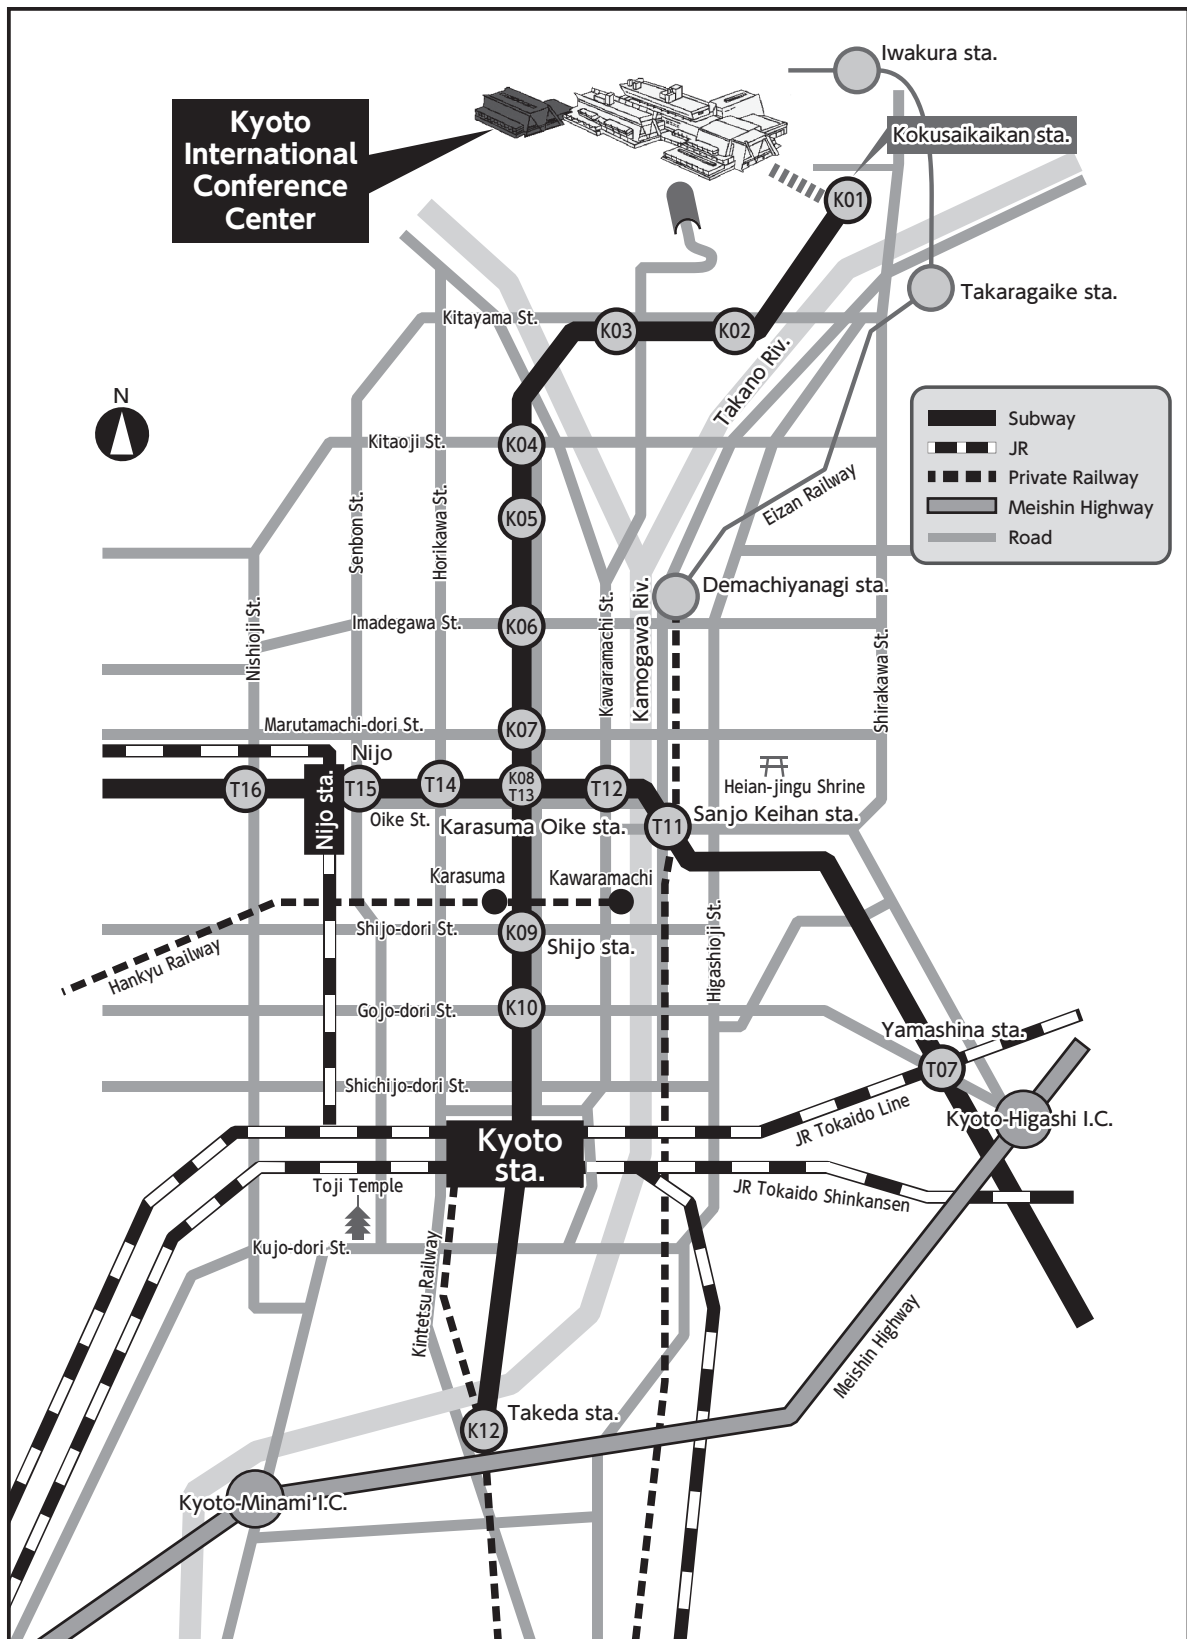 Iwakura sta.
Kyoto
International
Conference
Center
Kokusaikaikan sta.
K01
Takaragaike sta.
Kitayama St.
K03
K02
Takano Riv.
N
Subway
JR
Private Railway
Meishin Highway
Road
Kitaoji St.
K04
K05
Senbon St.
Horikawa St.
Eizan Railway
Demachiyanagi sta.
Nishioji St.
Imadegawa St.
K06
Kawaramachi St.
Kamogawa Riv.
Shirakawa St.
Marutamachi-dori St.
K07
Nijo
T16
Nijo sta.
T15
T14
K08
T13
T12
Heian-jingu Shrine
Oike St.
Karasuma Oike sta.
T11
Sanjo Keihan sta.
Karasuma
Kawaramachi
Shijo-dori St.
K09
Shijo sta.
Higashioji St.
Hankyu Railway
Gojo-dori St.
K10
Yamashina sta.
T07
Shichijo-dori St.
JR Tokaido Line
Kyoto-Higashi I.C.
Kyoto
sta.
Toji Temple
JR Tokaido Shinkansen
Kujo-dori St.
Kintetsu Railway
Meishin Highway
Takeda sta.
K12
Kyoto-Minami I.C.